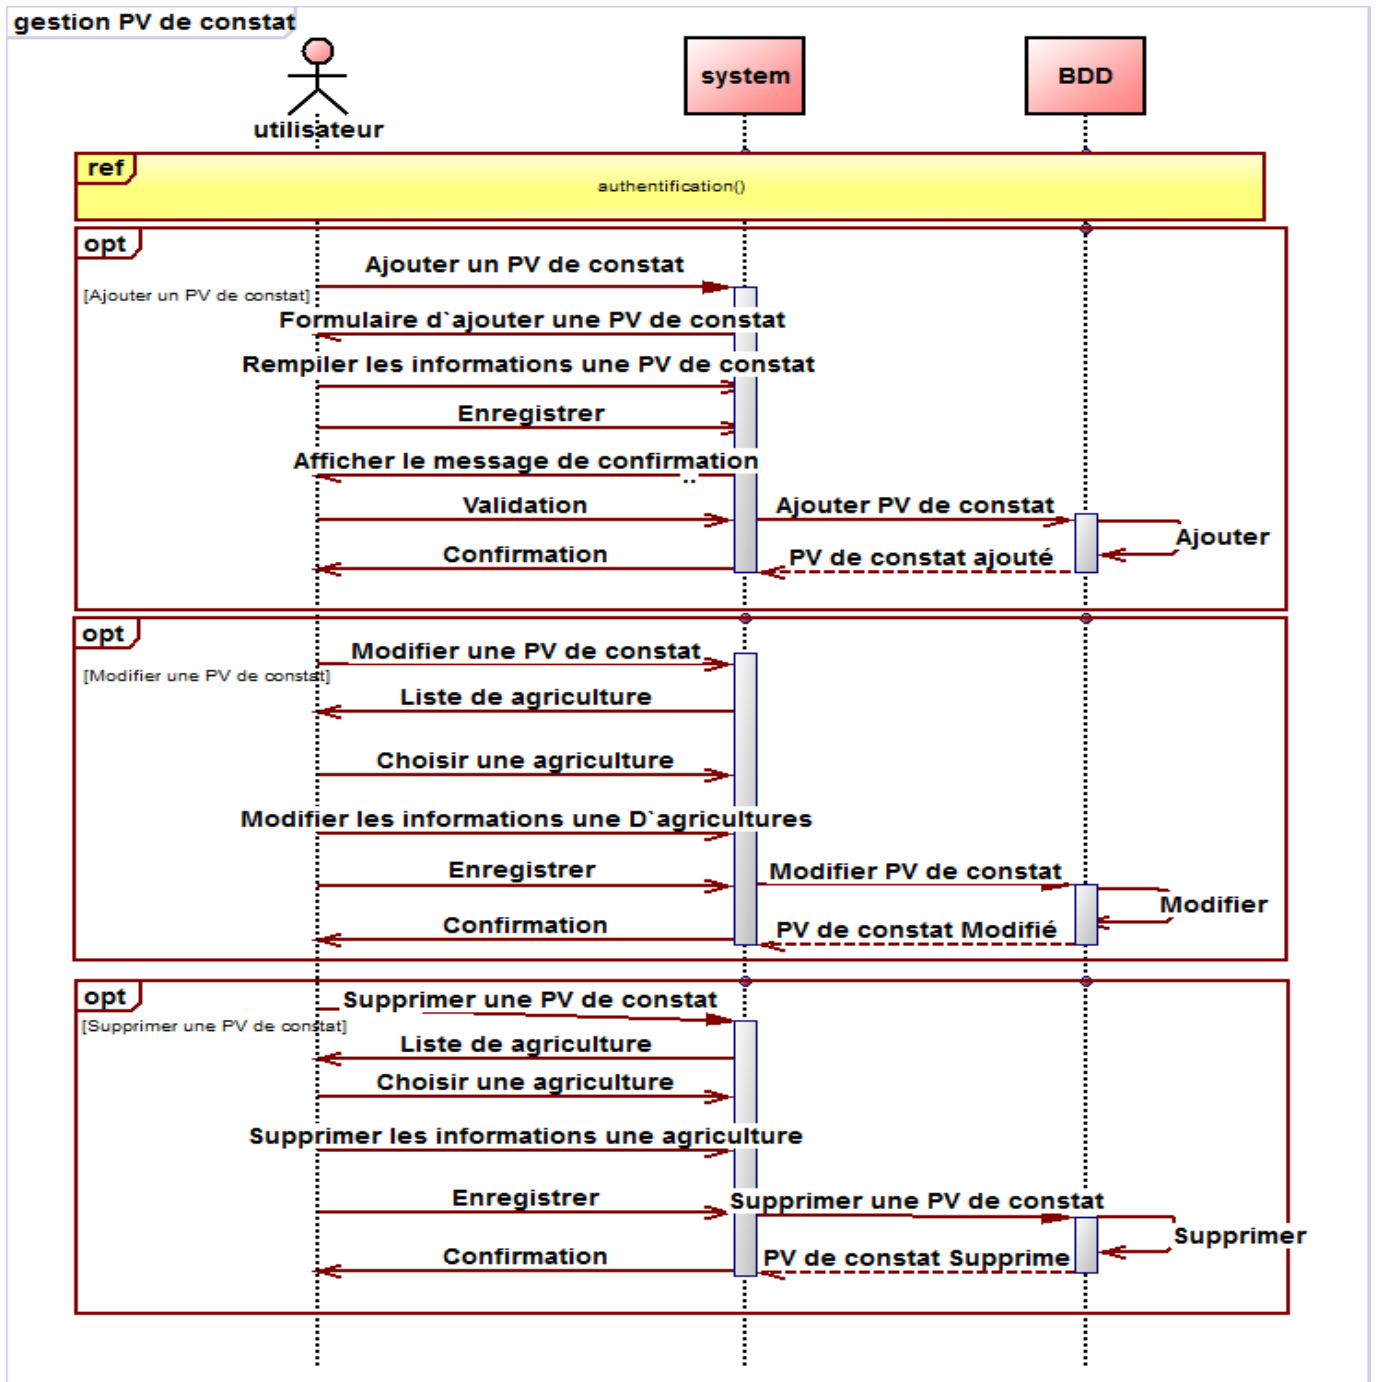 gestion PV de constat
utilisateur
system
BDD
ref
authentification()
opt
[Ajouter un PV de constat]
Ajouter un PV de constat
Formulaire d`ajouter une PV de constat
Rempiler les informations une PV de constat
Enregistrer
Afficher le message de confirmation
..
Validation
Ajouter PV de constat
Ajouter
Confirmation
PV de constat ajouté
opt
[Modifier une PV de constat]
Modifier une PV de constat
Liste de agriculture
Choisir une agriculture
Modifier les informations une D`agricultures
Enregistrer
Modifier PV de constat
Modifier
Confirmation
PV de constat Modifié
opt
[Supprimer une PV de constat]
Supprimer une PV de constat
Liste de agriculture
Choisir une agriculture
Supprimer les informations une agriculture
Enregistrer
Supprimer une PV de constat
Supprimer
Confirmation
PV de constat Supprime